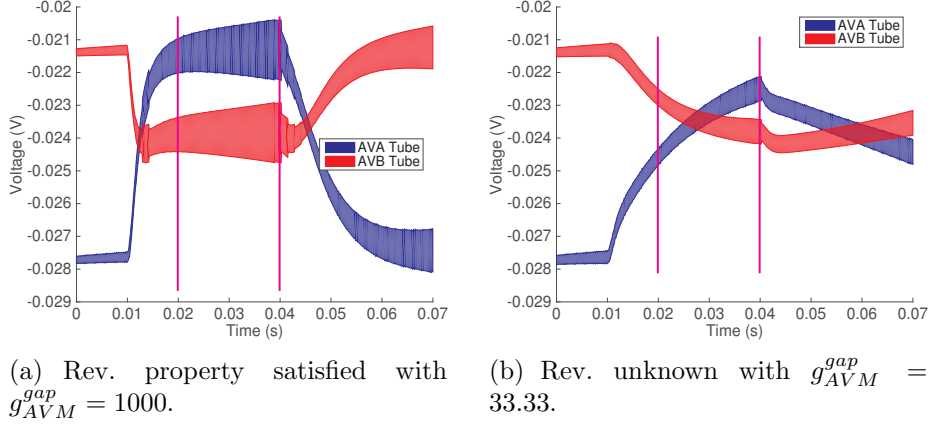 -0.02
-0.021
-0.022
-0.023
-0.024
-0.025
-0.026
-0.027
-0.028
-0.029
Voltage (V)
AVA Tube
AVB Tube
0 0.01 0.02 0.03 0.04 0.05 0.06 0.07
Time (s)
(a) Rev. property satisfied with
g^{gap}_{AVM} = 1000.
-0.02
-0.021
-0.022
-0.023
-0.024
-0.025
-0.026
-0.027
-0.028
-0.029
Voltage (V)
AVA Tube
AVB Tube
0 0.01 0.02 0.03 0.04 0.05 0.06 0.07
Time (s)
(b) Rev. unknown with g^{gap}_{AVM} =
33.33.